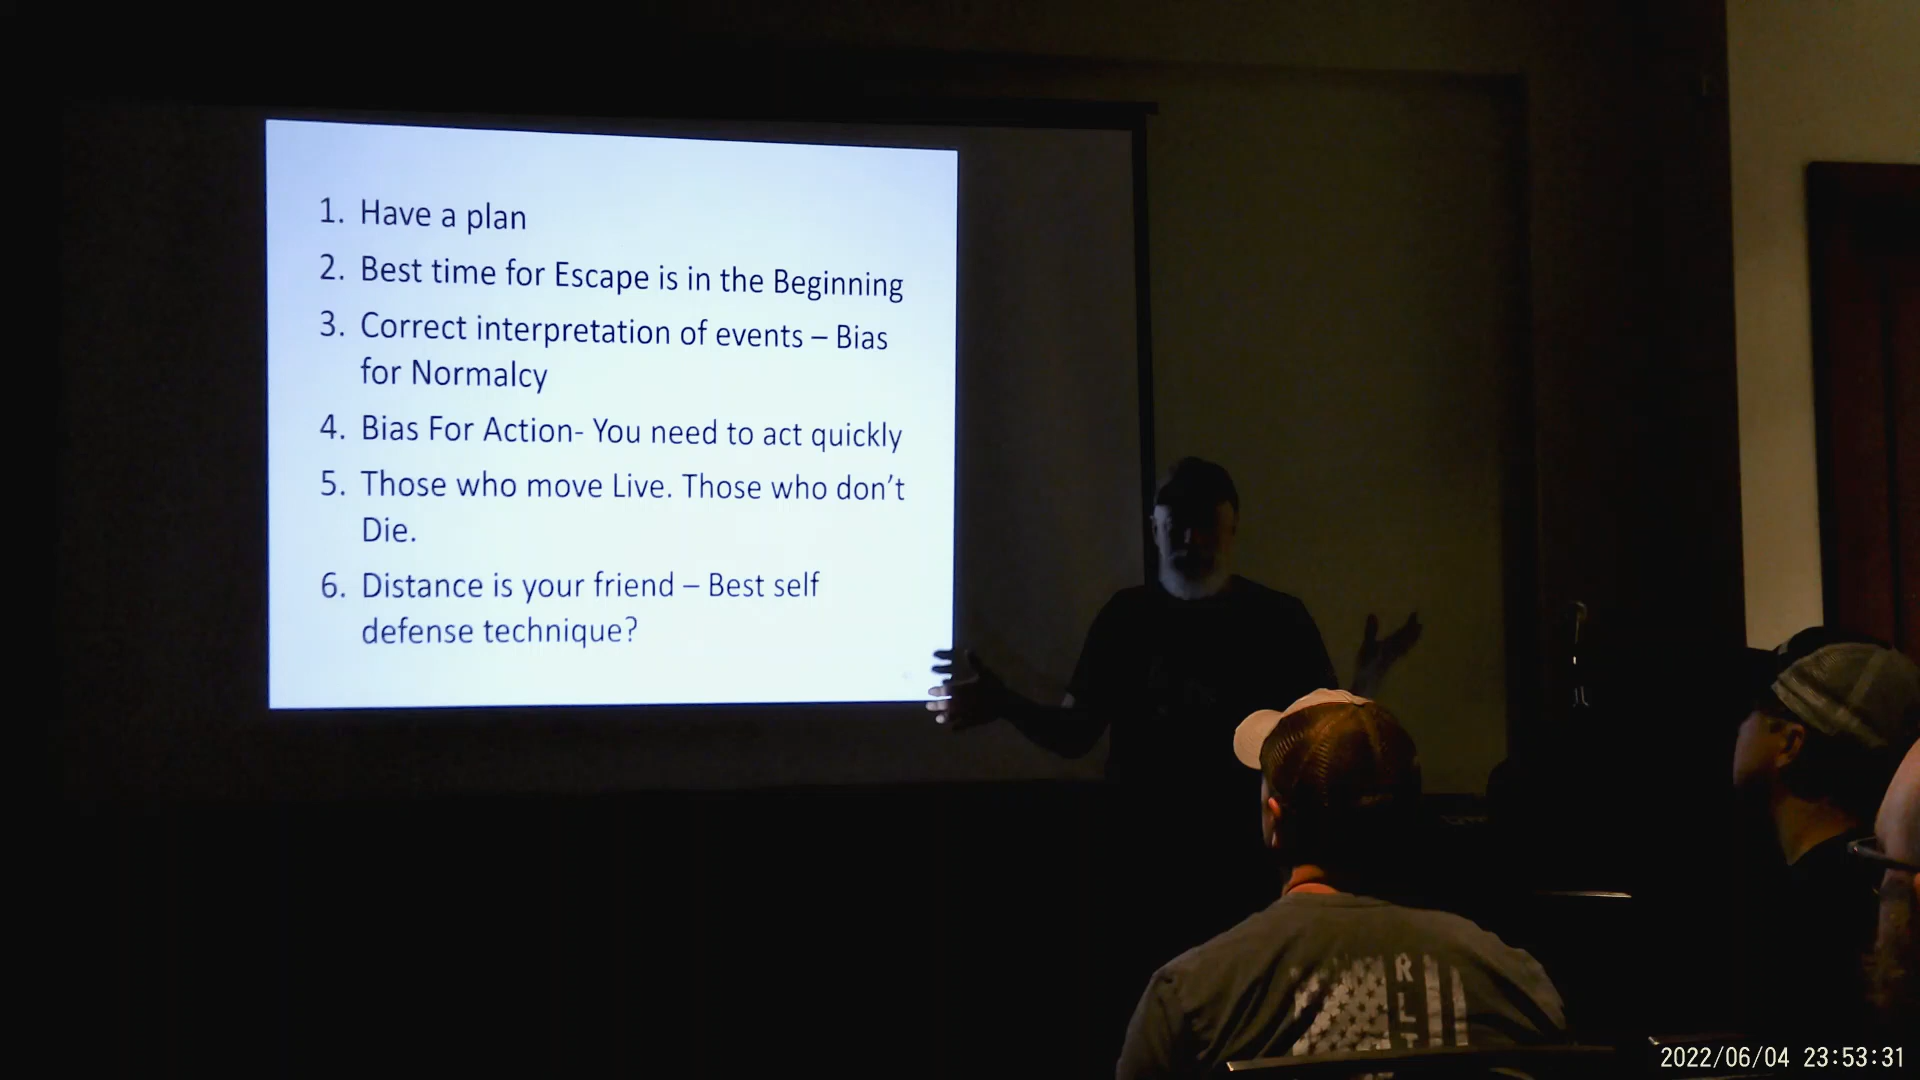 1. Have a plan
2. Best time for Escape is in the Beginning
3. Correct interpretation of events – Bias
for Normalcy
4. Bias For Action- You need to act quickly
5. Those who move Live. Those who don't
Die.
6. Distance is your friend – Best self
defense technique?
RLT
2022/06/04 23:53:31